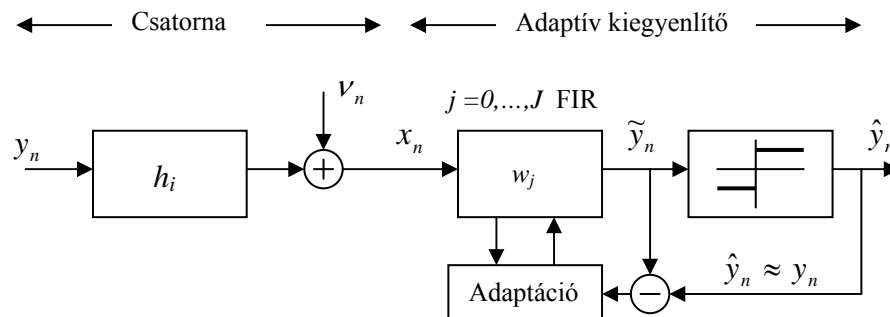 Csatorna
Adaptív kiegyenlítő
ν_n
j =0,...,J FIR
y_n
h_i
+
x_n
w_j
ỹ_n
ŷ_n
Adaptáció
−
ŷ_n ≈ y_n